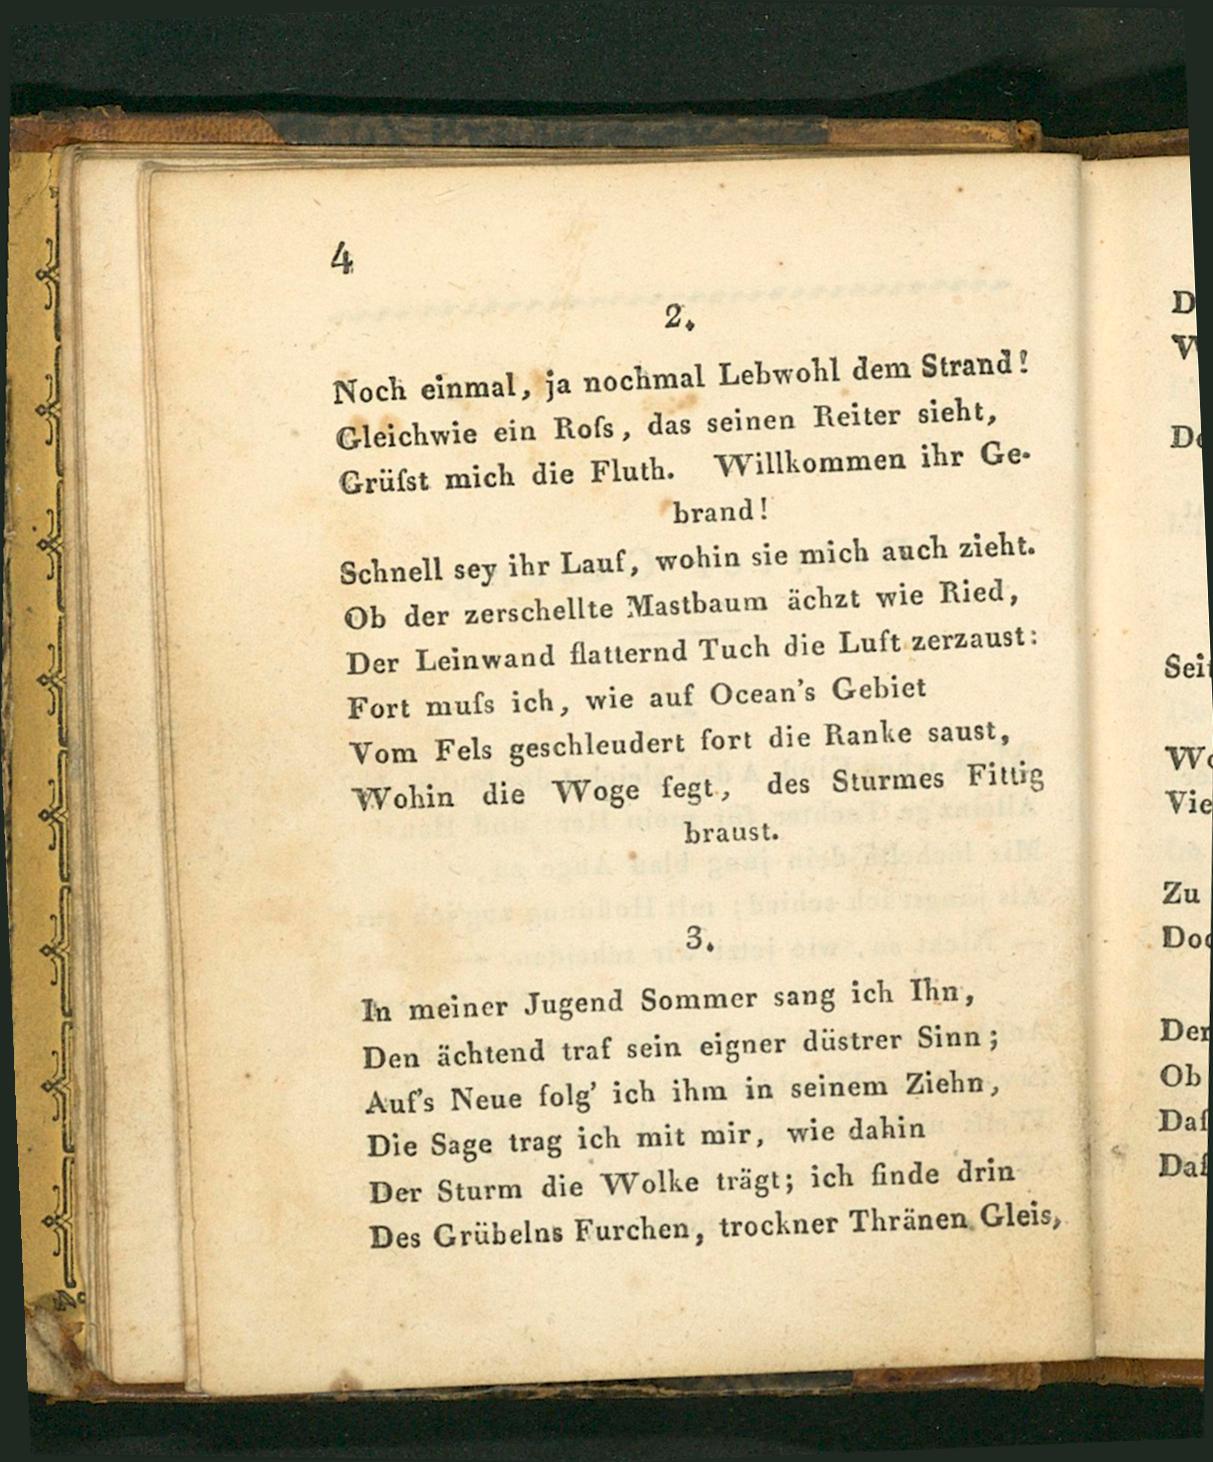 4
2.
Noch einmal, ja nochmal Lebwohl dem Strand!
Gleichwie ein Roſs, das seinen Reiter sieht,
Grüſst mich die Fluth. Willkommen ihr Ge-
brand!
Schnell sey ihr Lauf, wohin sie mich auch zieht.
Ob der zerschellte Mastbaum ächzt wie Ried,
Der Leinwand flatternd Tuch die Luft zerzaust:
Fort muſs ich, wie auf Ocean's Gebiet
Vom Fels geschleudert fort die Ranke saust,
Wohin die Woge fegt, des Sturmes Fittig
braust.
3.
In meiner Jugend Sommer sang ich Ihn,
Den ächtend traf sein eigner düstrer Sinn;
Auf's Neue folg' ich ihm in seinem Ziehn,
Die Sage trag ich mit mir, wie dahin
Der Sturm die Wolke trägt; ich finde drin
Des Grübelns Furchen, trockner Thränen Gleis,
Zu
Ob